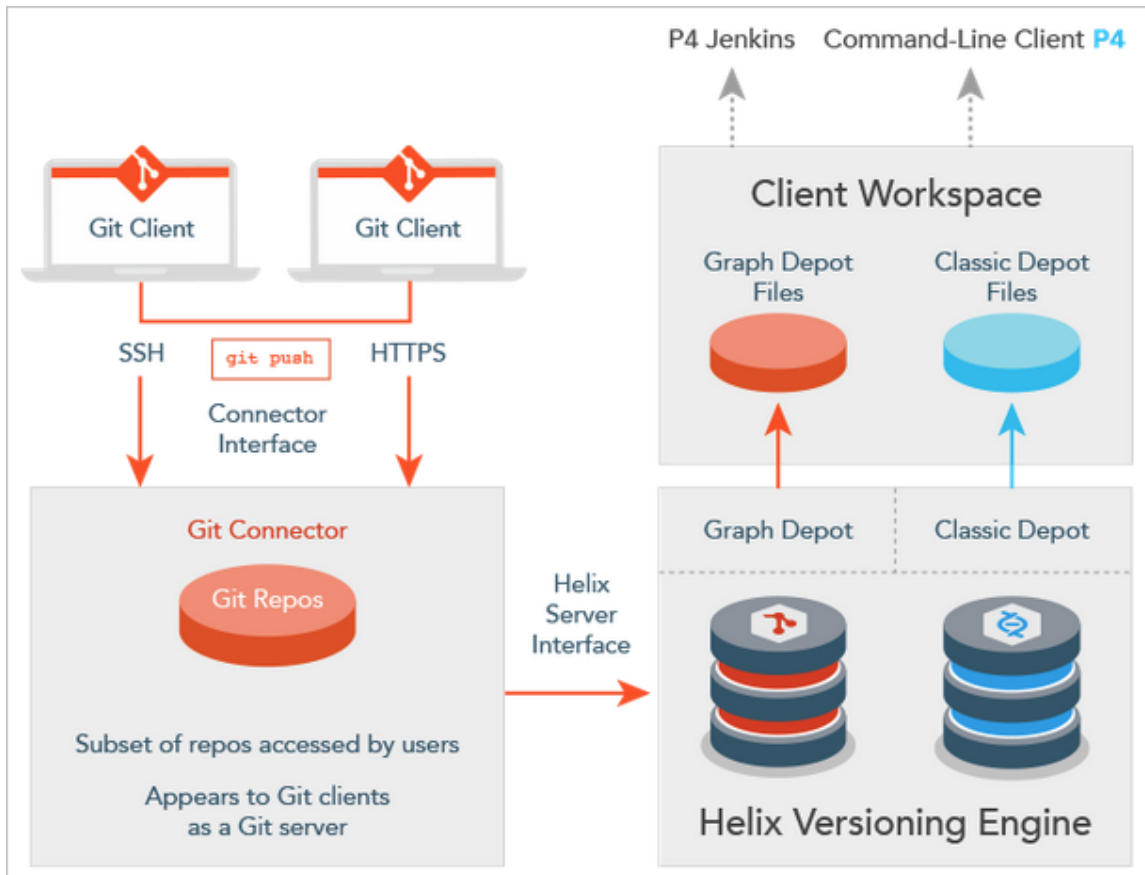 P4 Jenkins
Command-Line Client P4
Git Client
Git Client
SSH
git push
HTTPS
Connector
Interface
Git Connector
Git Repos
Subset of repos accessed by users
Appears to Git clients
as a Git server
Helix
Server
Interface
Client Workspace
Graph Depot
Files
Classic Depot
Files
Graph Depot
Classic Depot
Helix Versioning Engine